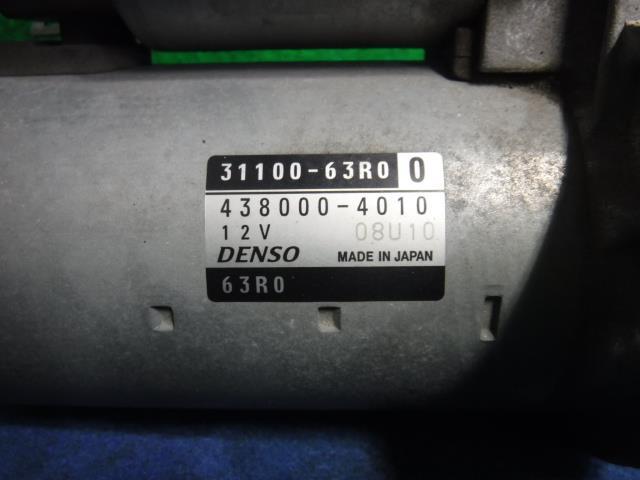 31100-63R0 0
438000-4010
12V 08U10
DENSO MADE IN JAPAN
63R0